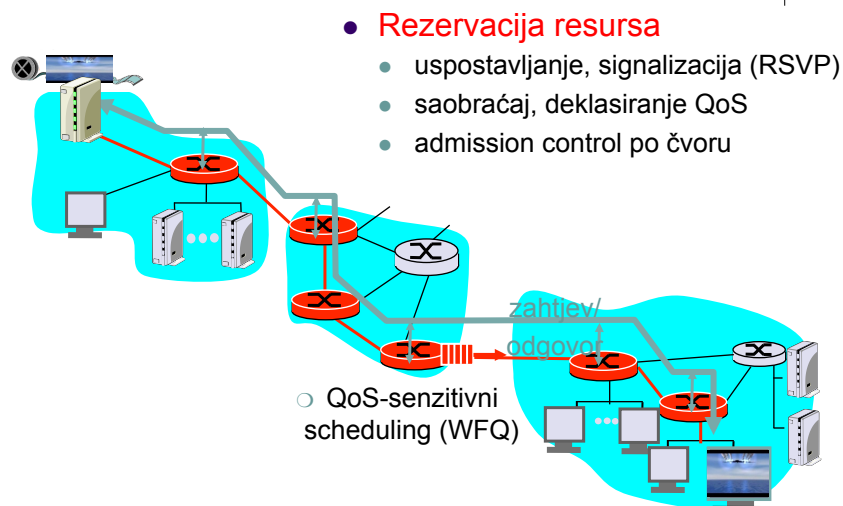 Rezervacija resursa
uspostavljanje, signalizacija (RSVP)
saobraćaj, deklasiranje QoS
admission control po čvoru
zahtjev/
odgovor
QoS-senzitivni
scheduling (WFQ)